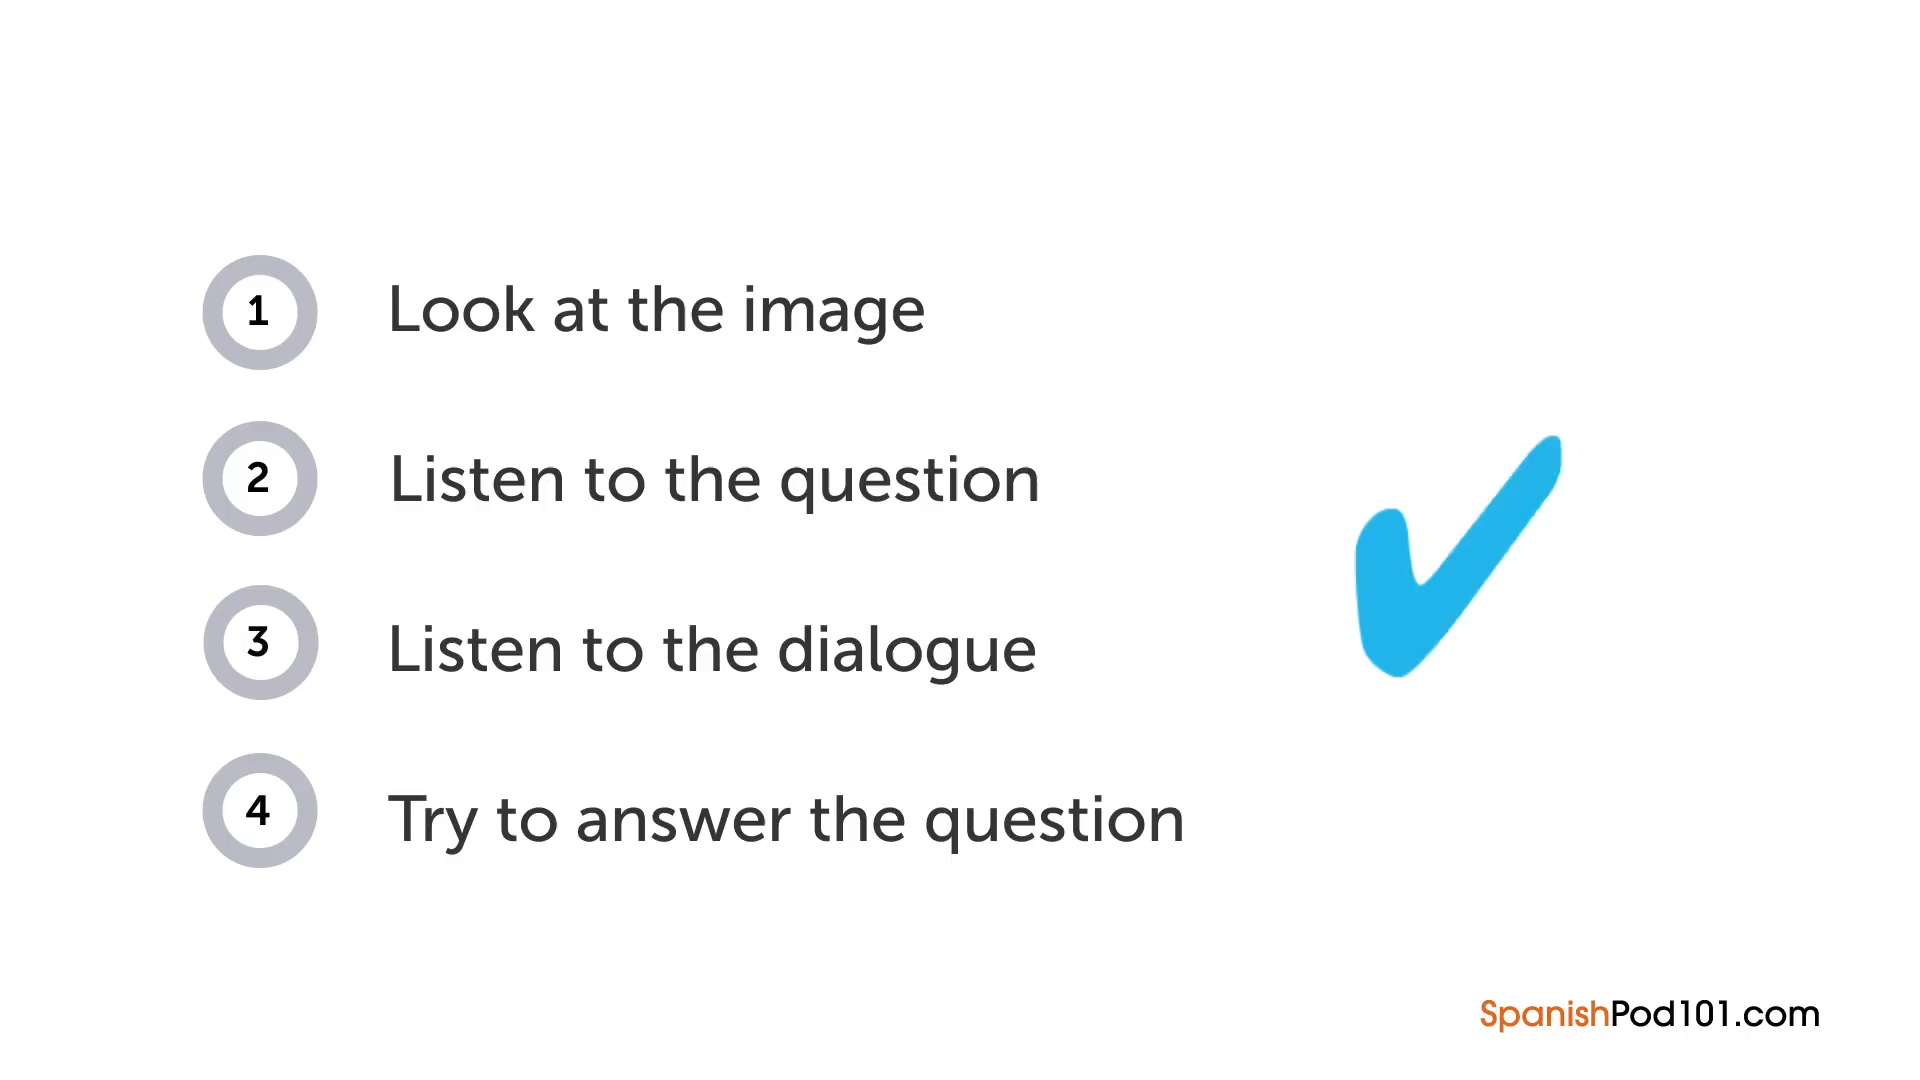 1 Look at the image
2 Listen to the question
3 Listen to the dialogue
4 Try to answer the question
SpanishPod101.com